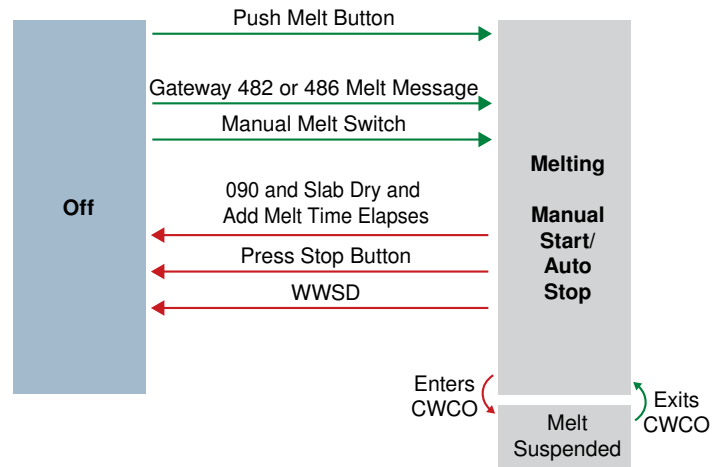 Push Melt Button
Gateway 482 or 486 Melt Message
Manual Melt Switch
Off
090 and Slab Dry and
Add Melt Time Elapses
Press Stop Button
WWSD
Melting
Manual
Start/
Auto
Stop
Enters
CWCO
Exits
CWCO
Melt
Suspended